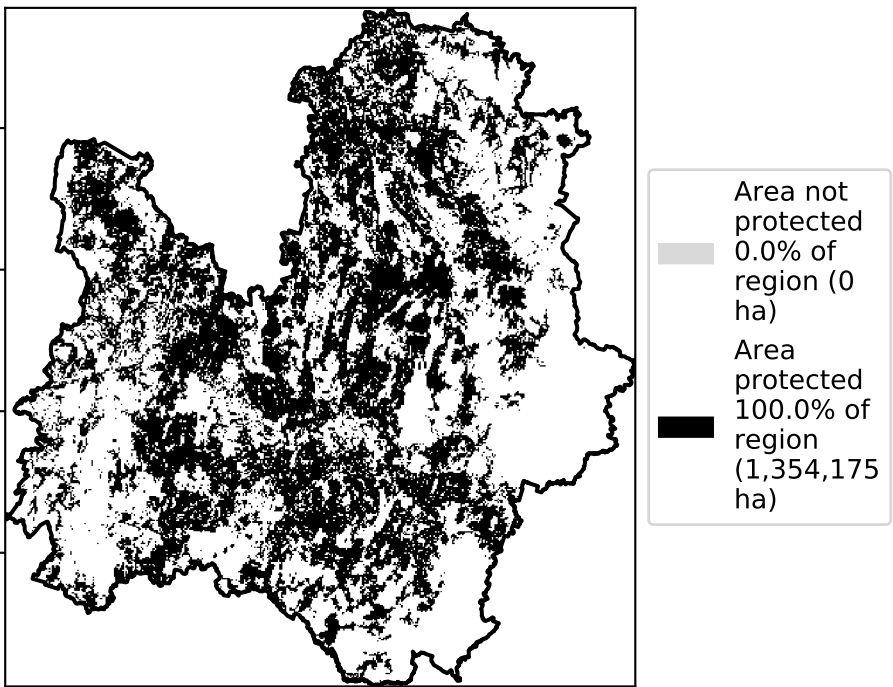 Area not
protected
0.0% of
region (0
ha)
Area
protected
100.0% of
region
(1,354,175
ha)